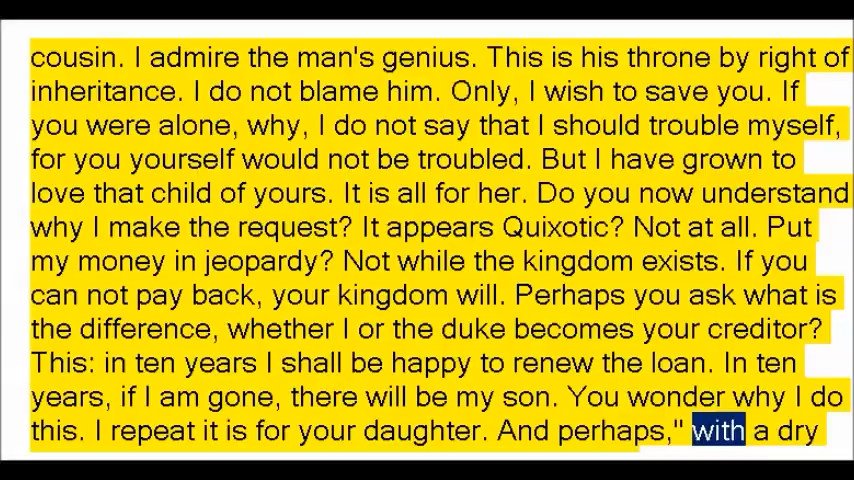 cousin. I admire the man's genius. This is his throne by right of
inheritance. I do not blame him. Only, I wish to save you. If
you were alone, why, I do not say that I should trouble myself,
for you yourself would not be troubled. But I have grown to
love that child of yours. It is all for her. Do you now understand
why I make the request? It appears Quixotic? Not at all. Put
my money in jeopardy? Not while the kingdom exists. If you
can not pay back, your kingdom will. Perhaps you ask what is
the difference, whether I or the duke becomes your creditor?
This: in ten years I shall be happy to renew the loan. In ten
years, if I am gone, there will be my son. You wonder why I do
this. I repeat it is for your daughter. And perhaps," with a dry